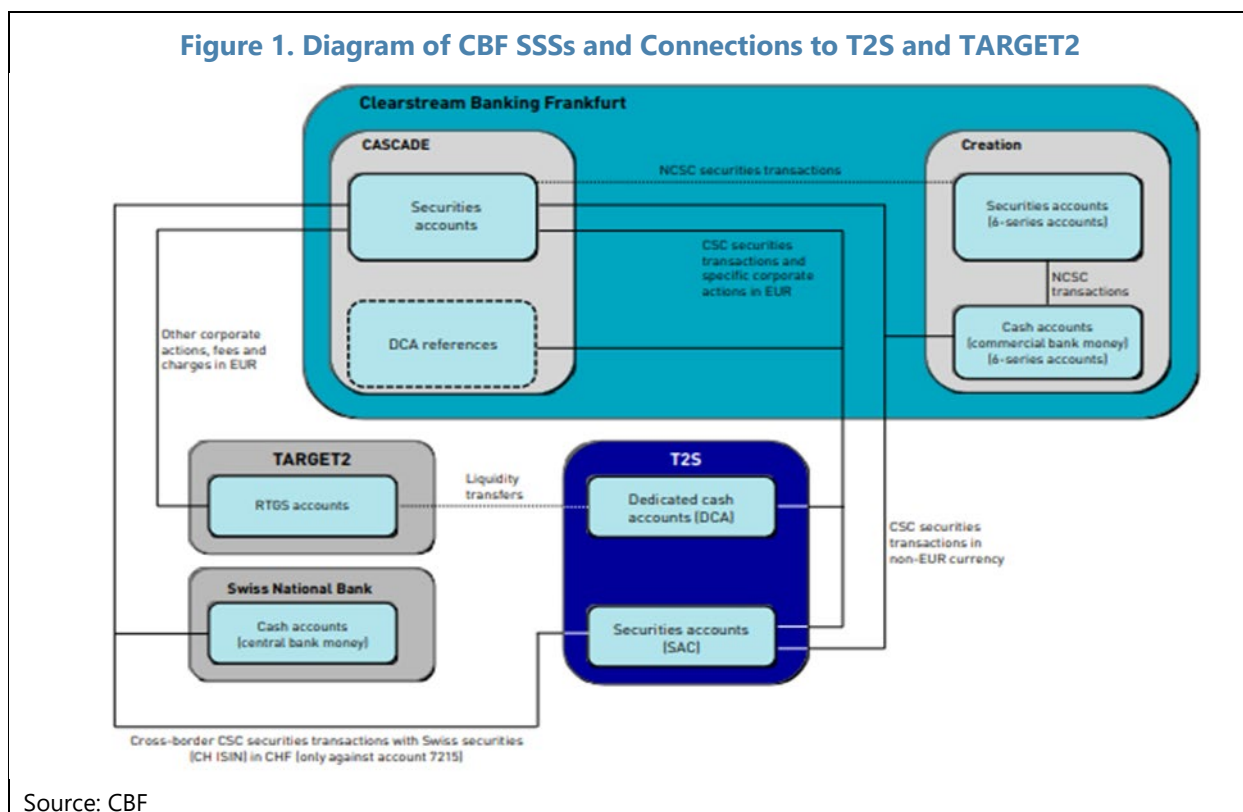 Figure 1. Diagram of CBF SSSs and Connections to T2S and TARGET2
Clearstream Banking Frankfurt
CASCADE
Creation
NCSC securities transactions
Securities
accounts
Securities accounts
(6-series accounts)
CSC securities
transactions and
specific corporate
actions in EUR
NCSC
transactions
Other corporate
actions, fees and
charges in EUR
DCA references
Cash accounts
(commercial bank money)
(6-series accounts)
TARGET2
T2S
RTGS accounts
Liquidity
transfers
Dedicated cash
accounts (DCA)
CSC securities
transactions in
non-EUR currency
Swiss National Bank
Cash accounts
(central bank money)
Securities accounts
(SAC)
Cross-border CSC securities transactions with Swiss securities
(CH ISIN) in CHF (only against account 7215)
Source: CBF